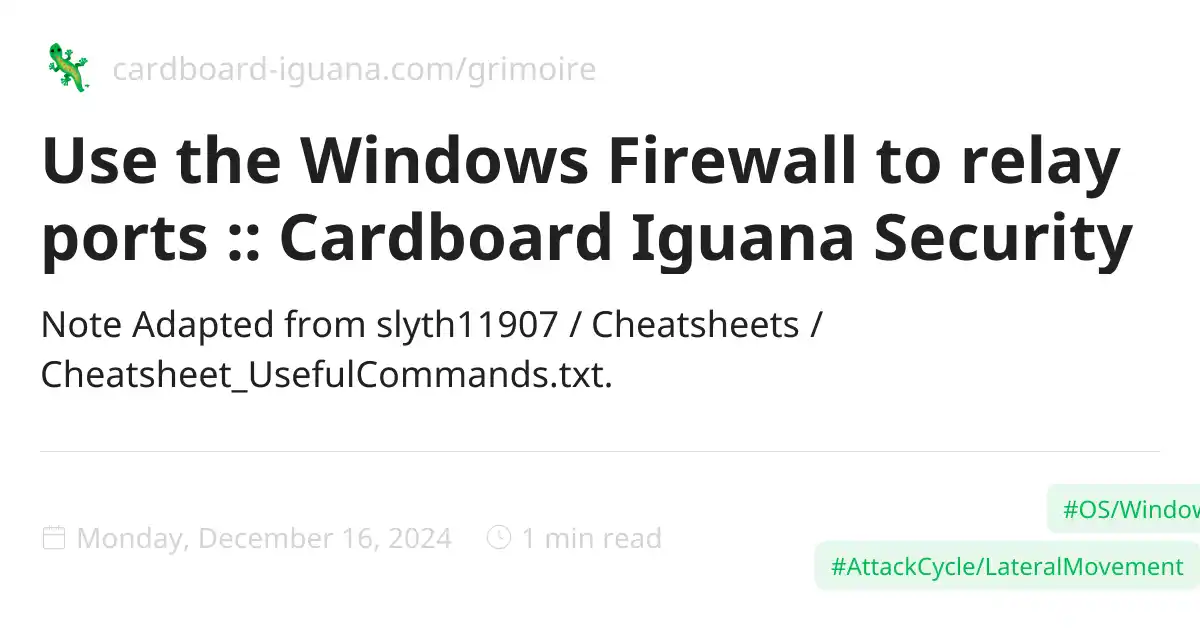 cardboard-iguana.com/grimoire
Use the Windows Firewall to relay
ports :: Cardboard Iguana Security
Note Adapted from slyth11907 / Cheatsheets /
Cheatsheet_UsefulCommands.txt.
#OS/Window
Monday, December 16, 2024
1 min read
#AttackCycle/LateralMovement